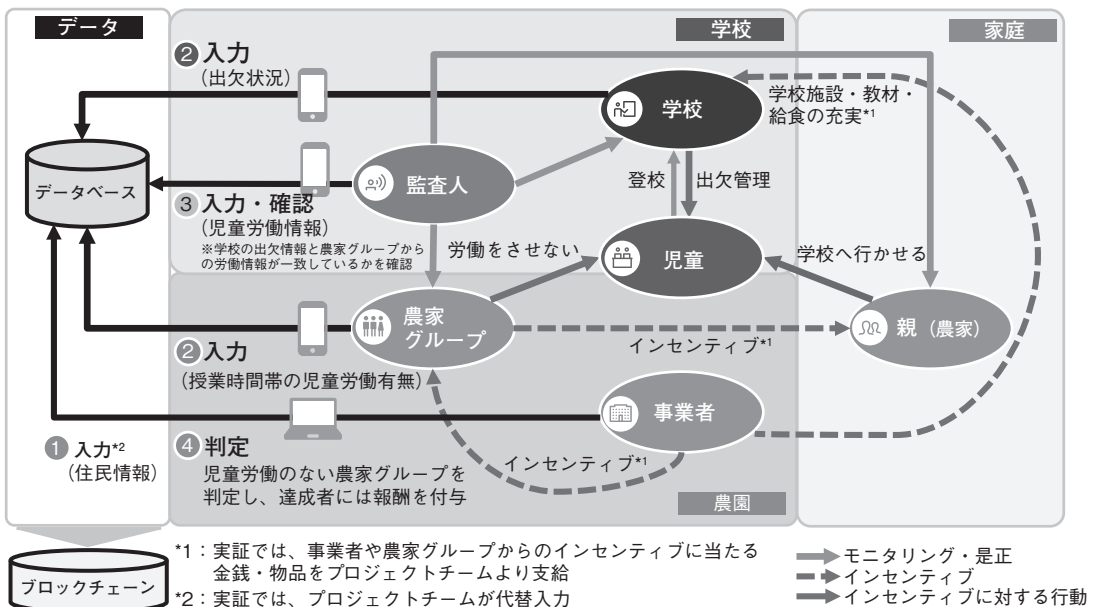 データ
学校
家庭
②入力
（出欠状況）
学校
学校施設・教材・
給食の充実*1
データベース
監査人
登校
出欠管理
③入力・確認
（児童労働情報）
※学校の出欠情報と農家グループから
の労働情報が一致しているかを確認
労働をさせない
児童
学校へ行かせる
農家
グループ
親（農家）
②入力
（授業時間帯の児童労働有無）
インセンティブ*1
事業者
①入力*2
（住民情報）
④判定
児童労働のない農家グループを
判定し、達成者には報酬を付与
インセンティブ*1
農園
ブロックチェーン
*1：実証では、事業者や農家グループからのインセンティブに当たる
金銭・物品をプロジェクトチームより支給
*2：実証では、プロジェクトチームが代替入力
モニタリング・是正
インセンティブ
インセンティブに対する行動